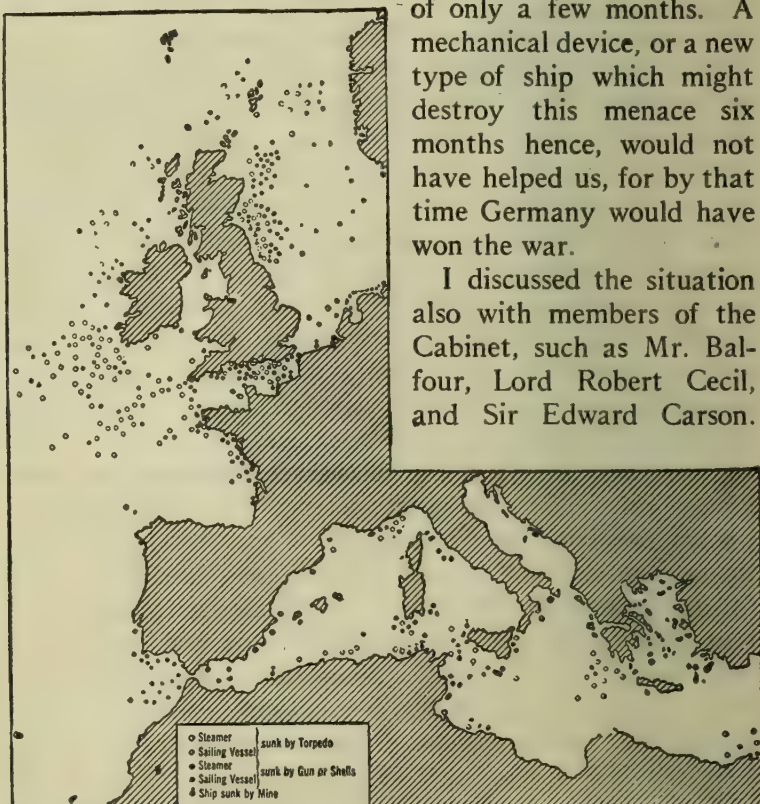 of only a few months. A
mechanical device, or a new
type of ship which might
destroy this menace six
months hence, would not
have helped us, for by that
time Germany would have
won the war.
I discussed the situation
also with members of the
Cabinet, such as Mr. Bal-
four, Lord Robert Cecil,
and Sir Edward Carson.
Steamer
Sailing Vessel
sunk by Torpedo
Steamer
Sailing Vessel
sunk by Gun or Shells
Ship sunk by Mine